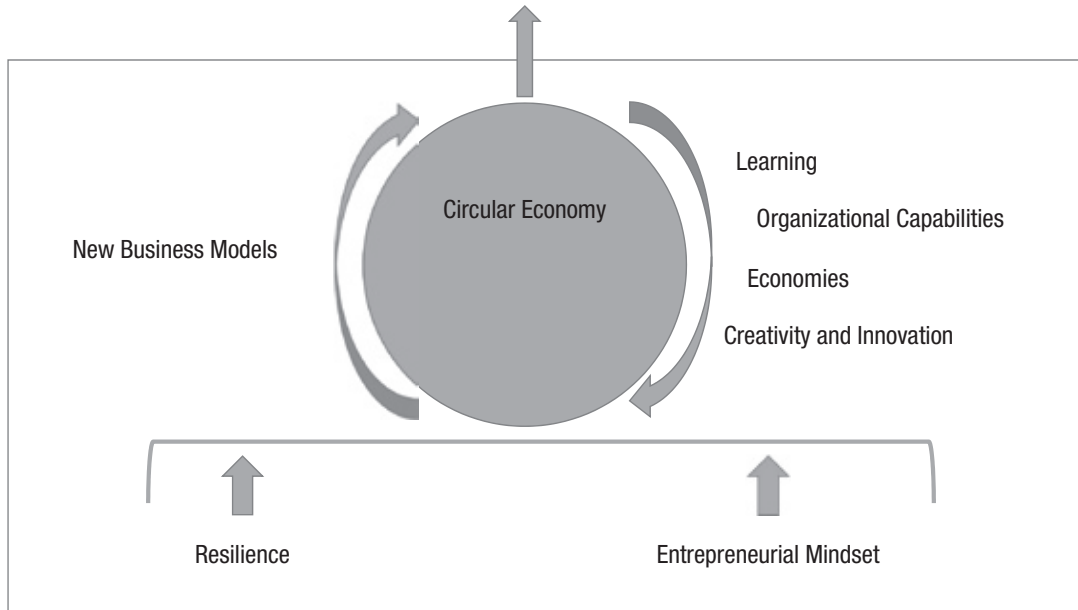 Learning
Circular Economy
Organizational Capabilities
New Business Models
Economies
Creativity and Innovation
Resilience
Entrepreneurial Mindset